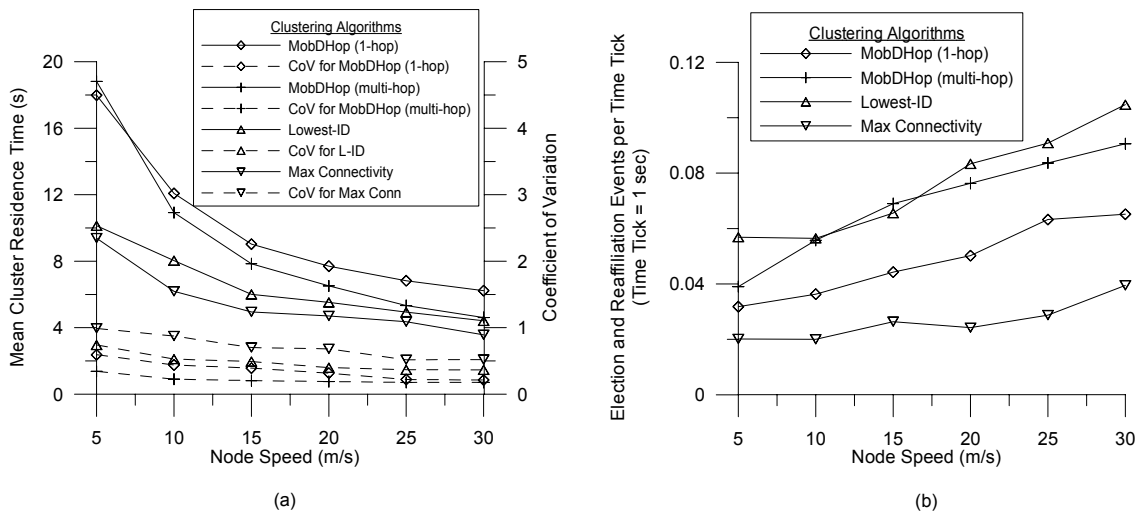 Clustering Algorithms
MobDHop (1-hop)
CoV for MobDHop (1-hop)
MobDHop (multi-hop)
CoV for MobDHop (multi-hop)
Lowest-ID
CoV for L-ID
Max Connectivity
CoV for Max Conn
Mean Cluster Residence Time (s)
20
16
12
8
4
0
5
4
3
2
1
0
Coefficient of Variation
5 10 15 20 25 30
Node Speed (m/s)
(a)
Clustering Algorithms
MobDHop (1-hop)
MobDHop (multi-hop)
Lowest-ID
Max Connectivity
Election and Reaffiliation Events per Time Tick
(Time Tick = 1 sec)
0.12
0.08
0.04
0
5 10 15 20 25 30
Node Speed (m/s)
(b)